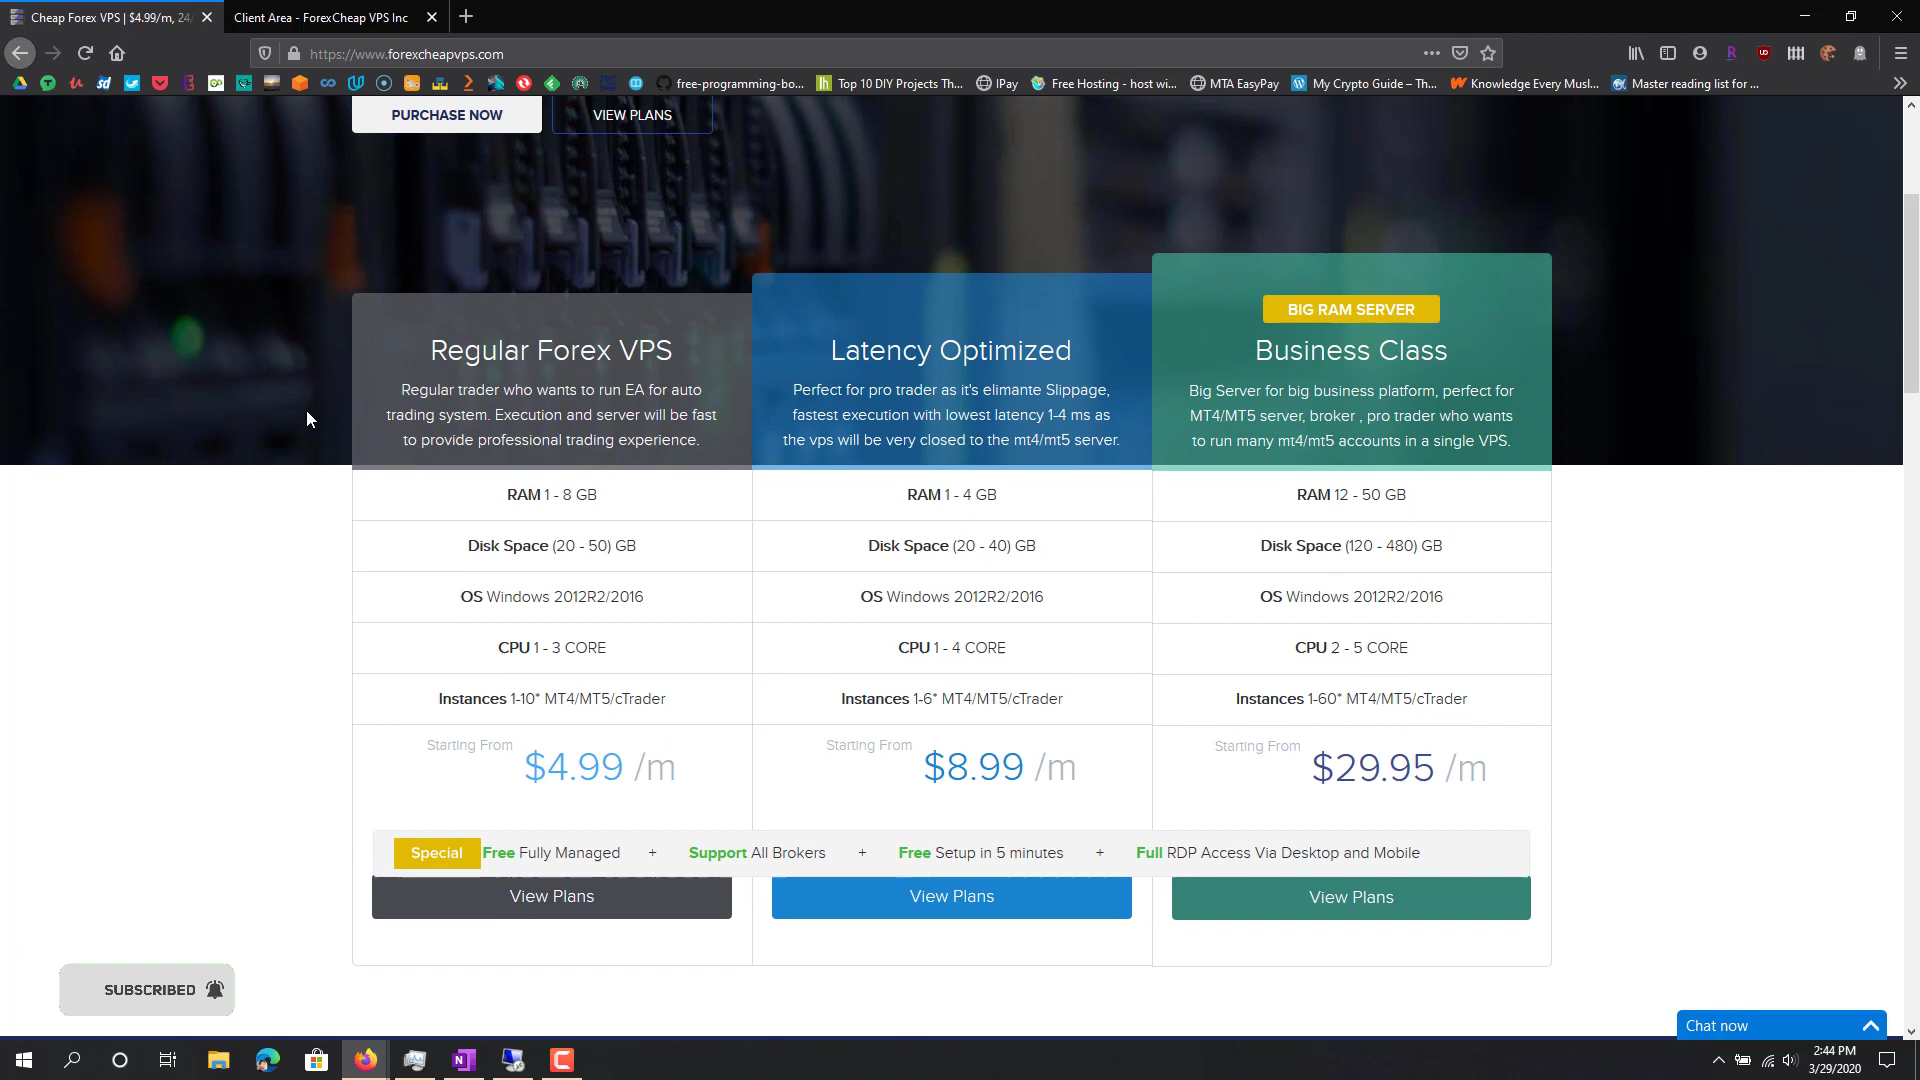 Cheap Forex VPS | $4.99/m, 24/
Client Area - ForexCheap VPS Inc
https://www.forexcheapvps.com
free-programming-bo...
Top 10 DIY Projects Th...
IPay
Free Hosting - host wi...
MTA EasyPay
My Crypto Guide – Th...
Knowledge Every Musl...
Master reading list for ...
PURCHASE NOW
VIEW PLANS
Regular Forex VPS
Regular trader who wants to run EA for auto
trading system. Execution and server will be fast
to provide professional trading experience.
RAM 1 - 8 GB
Disk Space (20 - 50) GB
OS Windows 2012R2/2016
CPU 1 - 3 CORE
Instances 1-10* MT4/MT5/cTrader
Starting From
$4.99 /m
Latency Optimized
Perfect for pro trader as it's elimante Slippage,
fastest execution with lowest latency 1-4 ms as
the vps will be very closed to the mt4/mt5 server.
RAM 1 - 4 GB
Disk Space (20 - 40) GB
OS Windows 2012R2/2016
CPU 1 - 4 CORE
Instances 1-6* MT4/MT5/cTrader
Starting From
$8.99 /m
BIG RAM SERVER
Business Class
Big Server for big business platform, perfect for
MT4/MT5 server, broker , pro trader who wants
to run many mt4/mt5 accounts in a single VPS.
RAM 12 - 50 GB
Disk Space (120 - 480) GB
OS Windows 2012R2/2016
CPU 2 - 5 CORE
Instances 1-60* MT4/MT5/cTrader
Starting From
$29.95 /m
Special Free Fully Managed + Support All Brokers + Free Setup in 5 minutes + Full RDP Access Via Desktop and Mobile
View Plans
View Plans
View Plans
SUBSCRIBED
Chat now
2:44 PM
3/29/2020